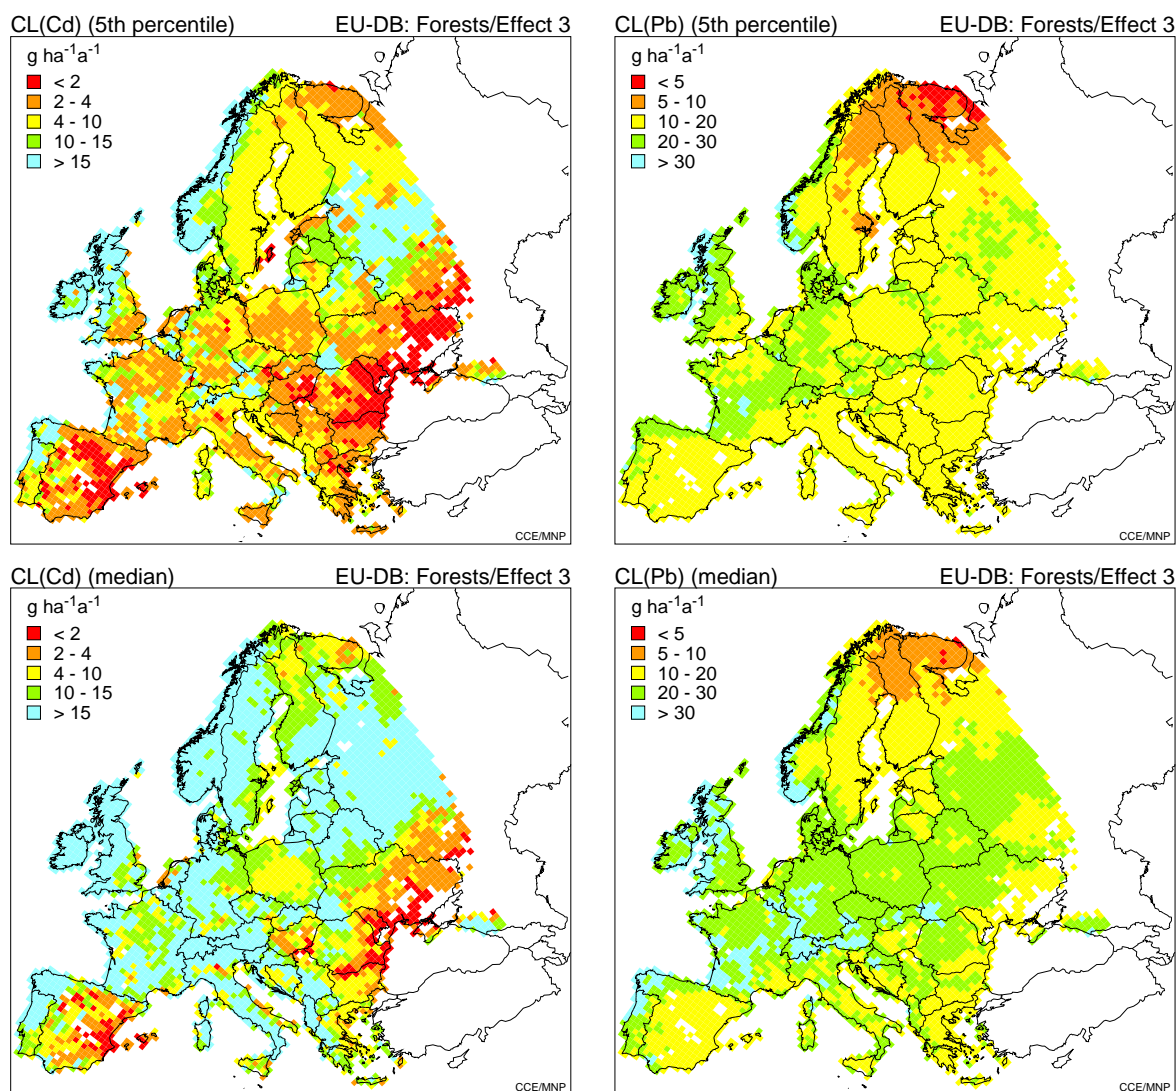 CL(Cd) (5th percentile) EU-DB: Forests/Effect 3
g ha⁻¹a⁻¹
< 2
2 - 4
4 - 10
10 - 15
> 15
CCE/MNP
CL(Pb) (5th percentile) EU-DB: Forests/Effect 3
g ha⁻¹a⁻¹
< 5
5 - 10
10 - 20
20 - 30
> 30
CCE/MNP
CL(Cd) (median) EU-DB: Forests/Effect 3
g ha⁻¹a⁻¹
< 2
2 - 4
4 - 10
10 - 15
> 15
CCE/MNP
CL(Pb) (median) EU-DB: Forests/Effect 3
g ha⁻¹a⁻¹
< 5
5 - 10
10 - 20
20 - 30
> 30
CCE/MNP